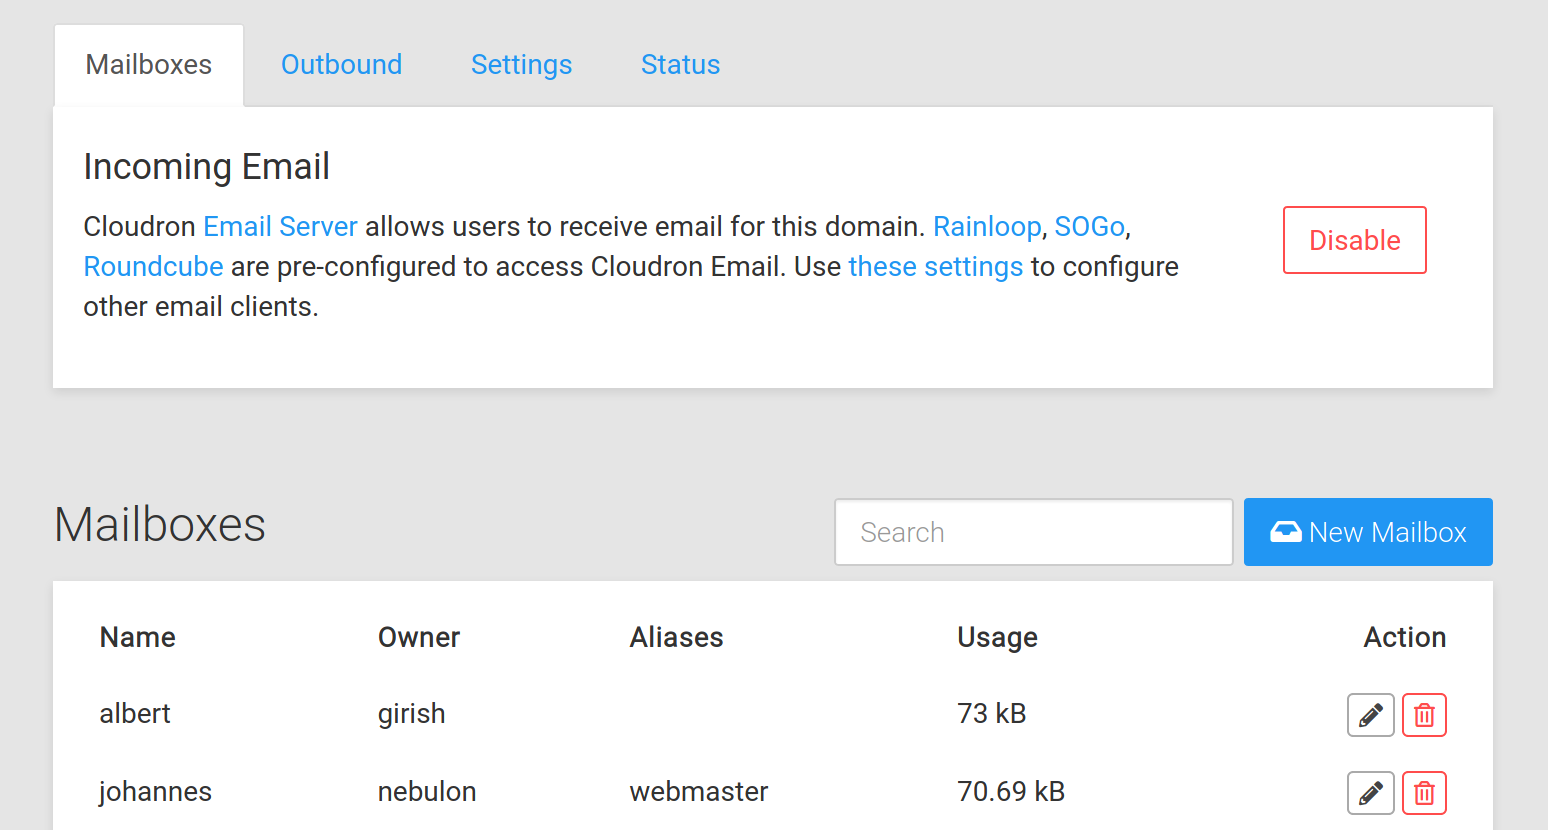 Mailboxes Outbound Settings Status
Incoming Email
Cloudron Email Server allows users to receive email for this domain. Rainloop, SOGo,
Roundcube are pre-configured to access Cloudron Email. Use these settings to configure
other email clients.
Disable
Mailboxes
Search
New Mailbox
Name Owner Aliases Usage Action
albert girish 73 kB
johannes nebulon webmaster 70.69 kB